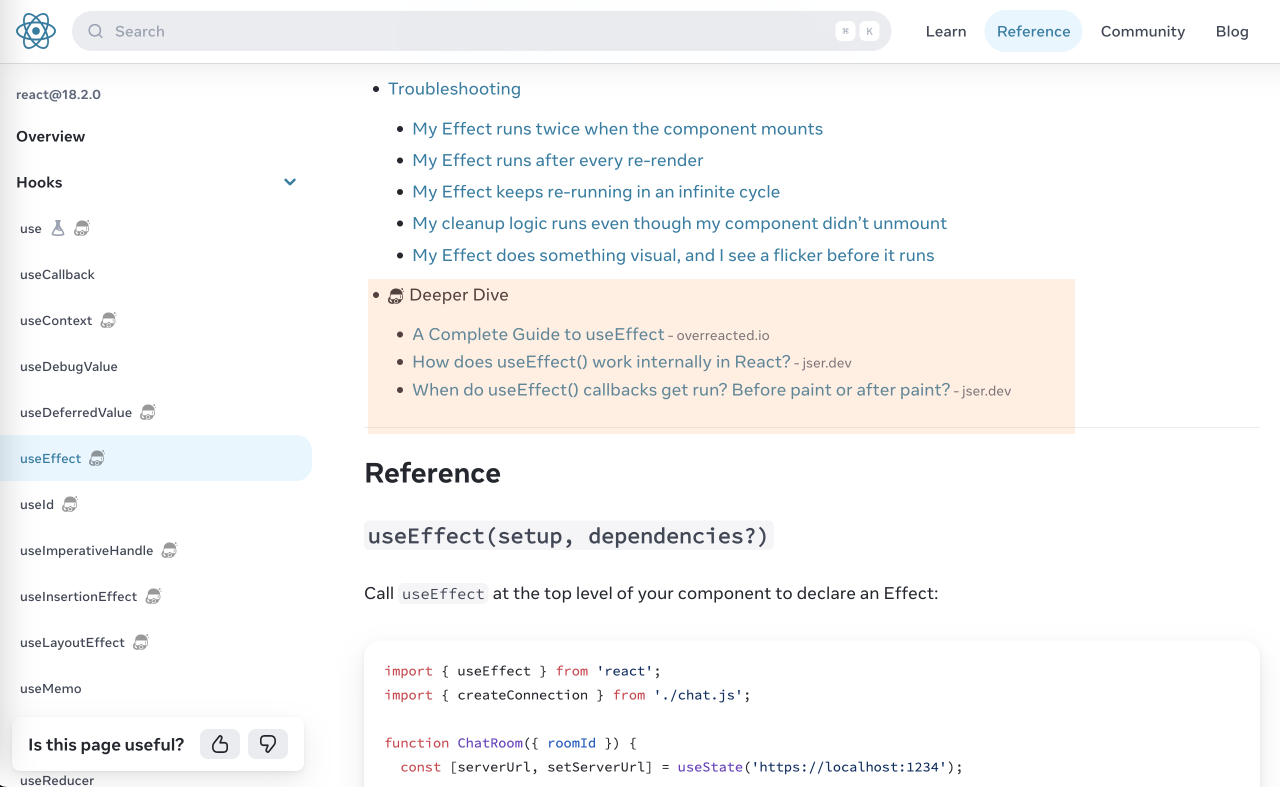 Search
⌘ K
Learn
Reference
Community
Blog
react@18.2.0
Overview
Hooks
use
useCallback
useContext
useDebugValue
useDeferredValue
useEffect
useId
useImperativeHandle
useInsertionEffect
useLayoutEffect
useMemo
Is this page useful?
useReducer
Troubleshooting
My Effect runs twice when the component mounts
My Effect runs after every re-render
My Effect keeps re-running in an infinite cycle
My cleanup logic runs even though my component didn’t unmount
My Effect does something visual, and I see a flicker before it runs
Deeper Dive
A Complete Guide to useEffect - overreacted.io
How does useEffect() work internally in React? - jser.dev
When do useEffect() callbacks get run? Before paint or after paint? - jser.dev
Reference
useEffect(setup, dependencies?)
Call useEffect at the top level of your component to declare an Effect:
import { useEffect } from 'react';
import { createConnection } from './chat.js';
function ChatRoom({ roomId }) {
const [serverUrl, setServerUrl] = useState('https://localhost:1234');